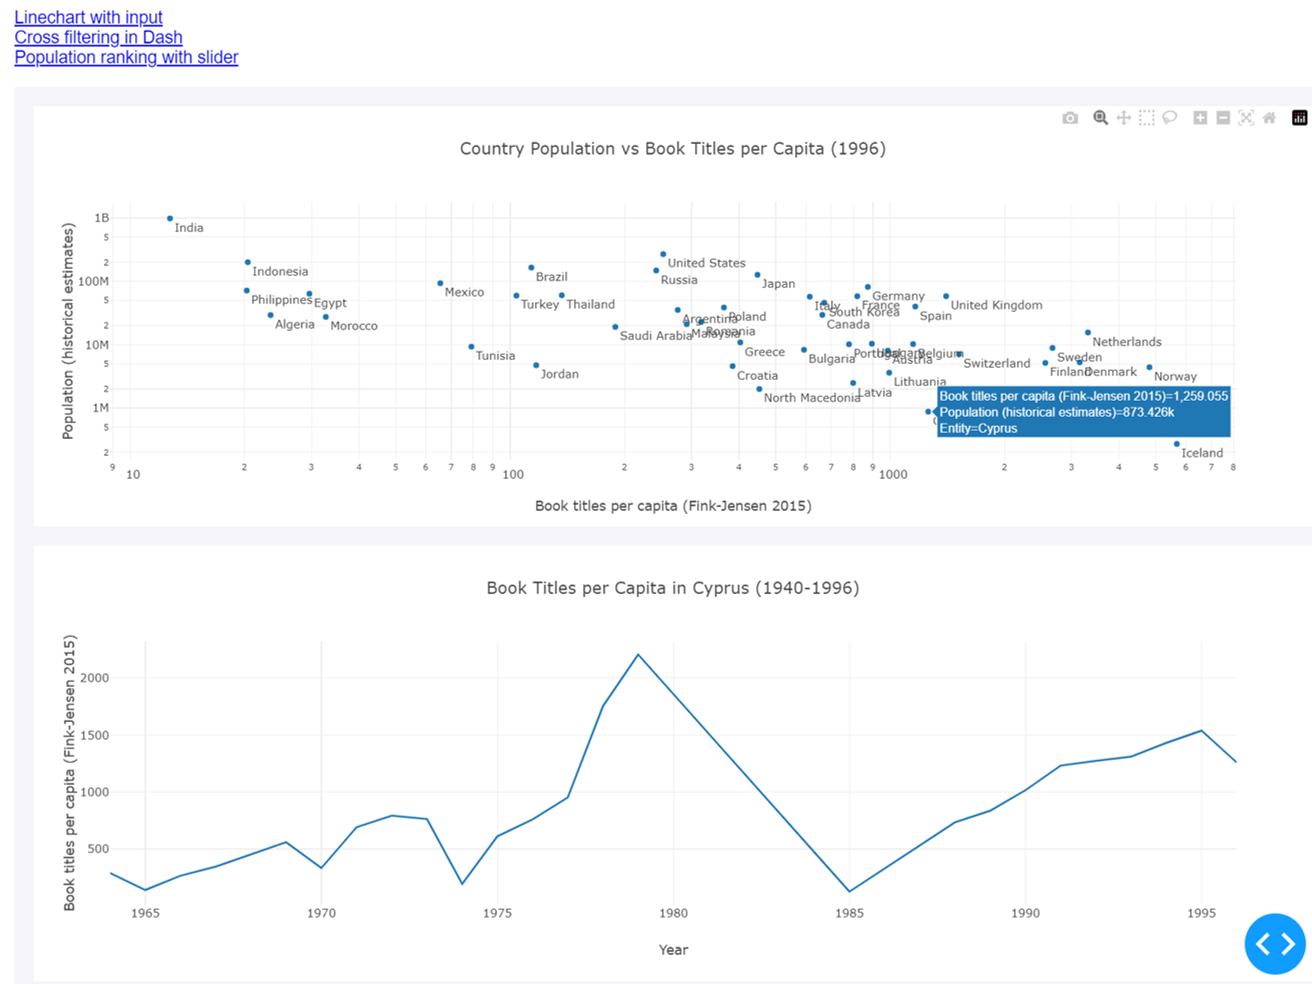 Linechart with input
Cross filtering in Dash
Population ranking with slider
Country Population vs Book Titles per Capita (1996)
Population (historical estimates)
1B
5
2
100M
5
2
10M
5
2
1M
5
2
India
Indonesia
Philippines
Egypt
Algeria
Morocco
Mexico
Brazil
Turkey
Thailand
Tunisia
Jordan
United States
Russia
Japan
Saudi Arabia
Argentina
Poland
Malaysia
Romania
Greece
Croatia
North Macedonia
Italy
South Korea
Canada
Germany
France
United Kingdom
Spain
Bulgaria
Portugal
Hungary
Belgium
Austria
Switzerland
Lithuania
Latvia
Netherlands
Sweden
Finland
Denmark
Norway
Book titles per capita (Fink-Jensen 2015)=1,259.055
Population (historical estimates)=873.426k
Entity=Cyprus
Iceland
9 10 2 3 4 5 6 7 8 9 100 2 3 4 5 6 7 8 9 1000 2 3 4 5 6 7 8
Book titles per capita (Fink-Jensen 2015)
Book Titles per Capita in Cyprus (1940-1996)
Book titles per capita (Fink-Jensen 2015)
2000
1500
1000
500
1965 1970 1975 1980 1985 1990 1995
Year